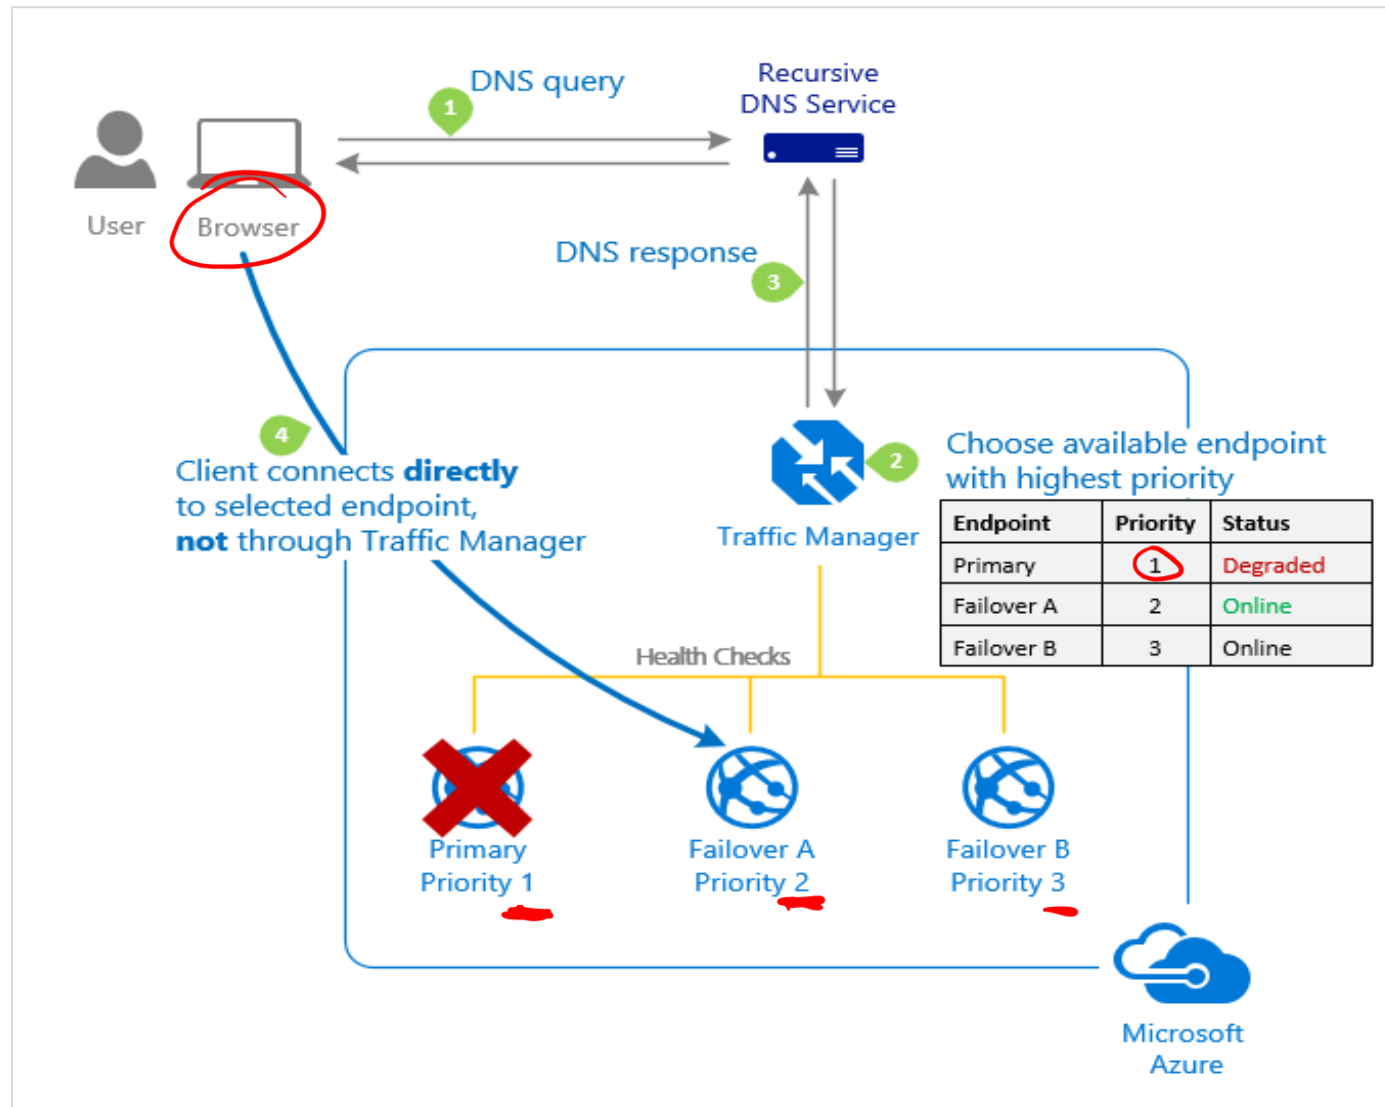 DNS query
1
Recursive
DNS Service
User
Browser
DNS response
3
4
Client connects directly
to selected endpoint,
not through Traffic Manager
2
Choose available endpoint
with highest priority
Traffic Manager
Endpoint Priority Status
Primary 1 Degraded
Failover A 2 Online
Failover B 3 Online
Health Checks
Primary
Priority 1
Failover A
Priority 2
Failover B
Priority 3
Microsoft
Azure